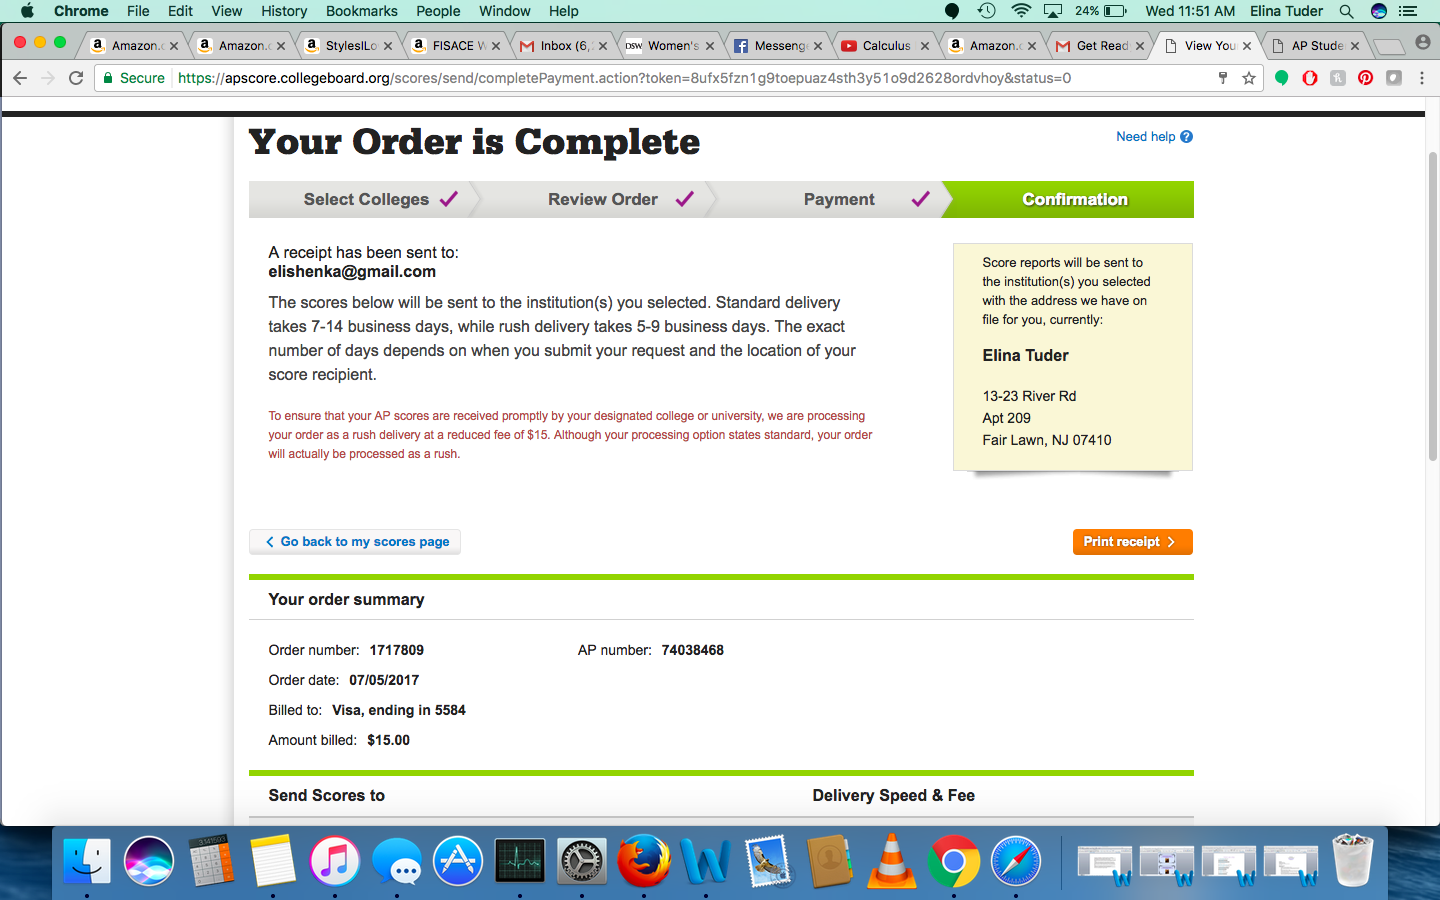 Chrome File Edit View History Bookmarks People Window Help 24% Wed 11:51 AM Elina Tuder
Amazon.c Amazon.c StylesILo FISACE W Inbox (6, DSW Women's Messenge Calculus Amazon.c Get Read View You AP Stude
Secure https://apscore.collegeboard.org/scores/send/completePayment.action?token=8ufx5fzn1g9toepuaz4sth3y51o9d2628ordvhoy&status=0
Your Order is Complete
Need help ?
Select Colleges Review Order Payment Confirmation
A receipt has been sent to:
elishenka@gmail.com
The scores below will be sent to the institution(s) you selected. Standard delivery
takes 7-14 business days, while rush delivery takes 5-9 business days. The exact
number of days depends on when you submit your request and the location of your
score recipient.
To ensure that your AP scores are received promptly by your designated college or university, we are processing
your order as a rush delivery at a reduced fee of $15. Although your processing option states standard, your order
will actually be processed as a rush.
Score reports will be sent to
the institution(s) you selected
with the address we have on
file for you, currently:
Elina Tuder
13-23 River Rd
Apt 209
Fair Lawn, NJ 07410
Go back to my scores page
Print receipt
Your order summary
Order number: 1717809 AP number: 74038468
Order date: 07/05/2017
Billed to: Visa, ending in 5584
Amount billed: $15.00
Send Scores to Delivery Speed & Fee